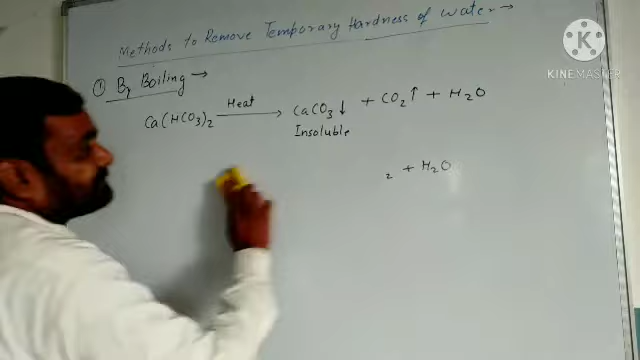 Methods to Remove Temporary Hardness of water →
① By Boiling →
Ca(HCO₃)₂ Heat → CaCO₃↓ + CO₂↑ + H₂O
Insoluble
₂ + H₂O
KINEMASTER